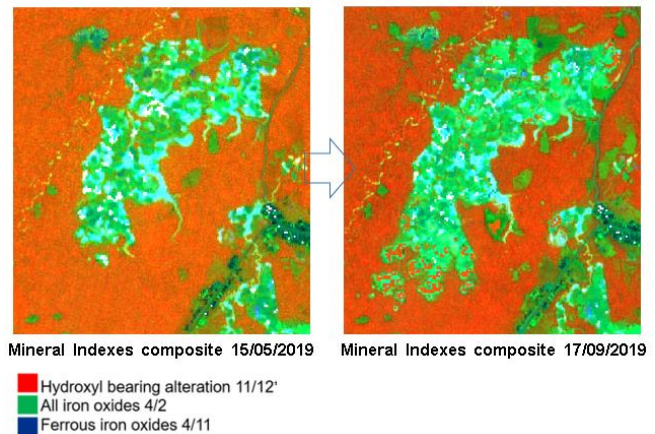 Mineral Indexes composite 15/05/2019
Mineral Indexes composite 17/09/2019
Hydroxyl bearing alteration 11/12'
All iron oxides 4/2
Ferrous iron oxides 4/11